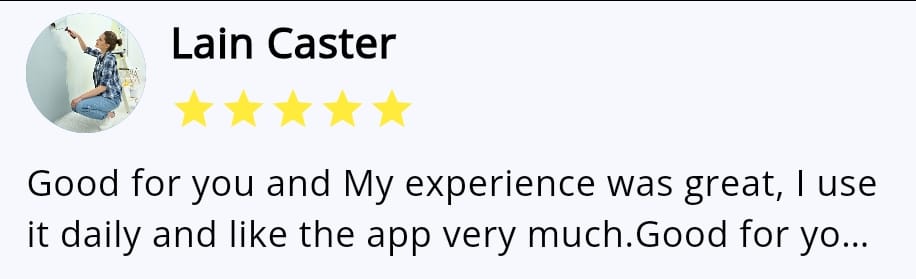 Lain Caster
Good for you and My experience was great, I use
it daily and like the app very much.Good for yo...